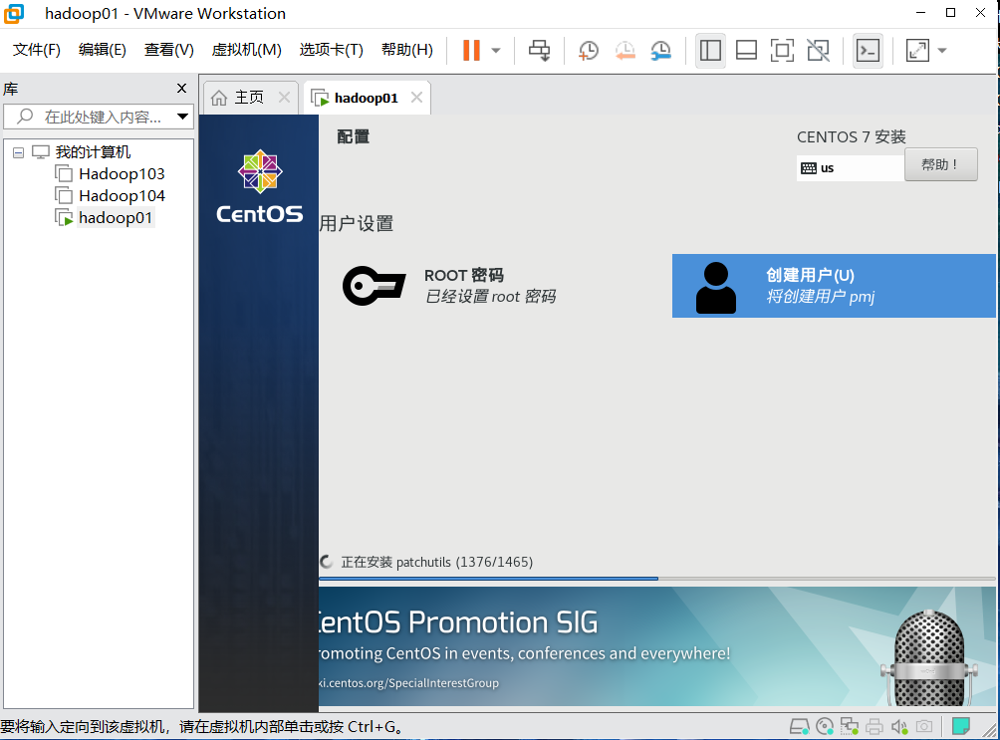 hadoop01 - VMware Workstation
文件(F) 编辑(E) 查看(V) 虚拟机(M) 选项卡(T) 帮助(H)
库
在此处键入内容...
我的计算机
Hadoop103
Hadoop104
hadoop01
主页
hadoop01
CentOS
配置
CENTOS 7 安装
us
帮助！
用户设置
ROOT 密码
已经设置 root 密码
创建用户(U)
将创建用户 pmj
正在安装 patchutils (1376/1465)
CentOS Promotion SIG
romoting CentOS in events, conferences and everywhere!
ki.centos.org/SpecialInterestGroup
要将输入定向到该虚拟机，请在虚拟机内部单击或按 Ctrl+G。